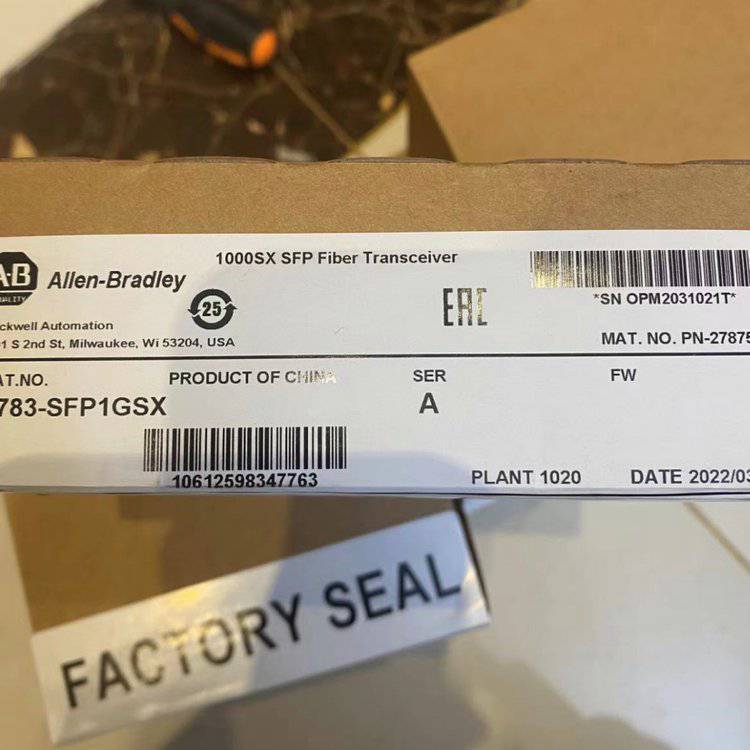 AB
QUALITY
Allen-Bradley
1000SX SFP Fiber Transceiver
25
EAC
*SN OPM2031021T*
ckwell Automation
1 S 2nd St, Milwaukee, Wi 53204, USA
MAT. NO. PN-27875
AT.NO.
PRODUCT OF CHINA
SER
FW
783-SFP1GSX
A
10612598347763
PLANT 1020
DATE 2022/03
FACTORY SEAL